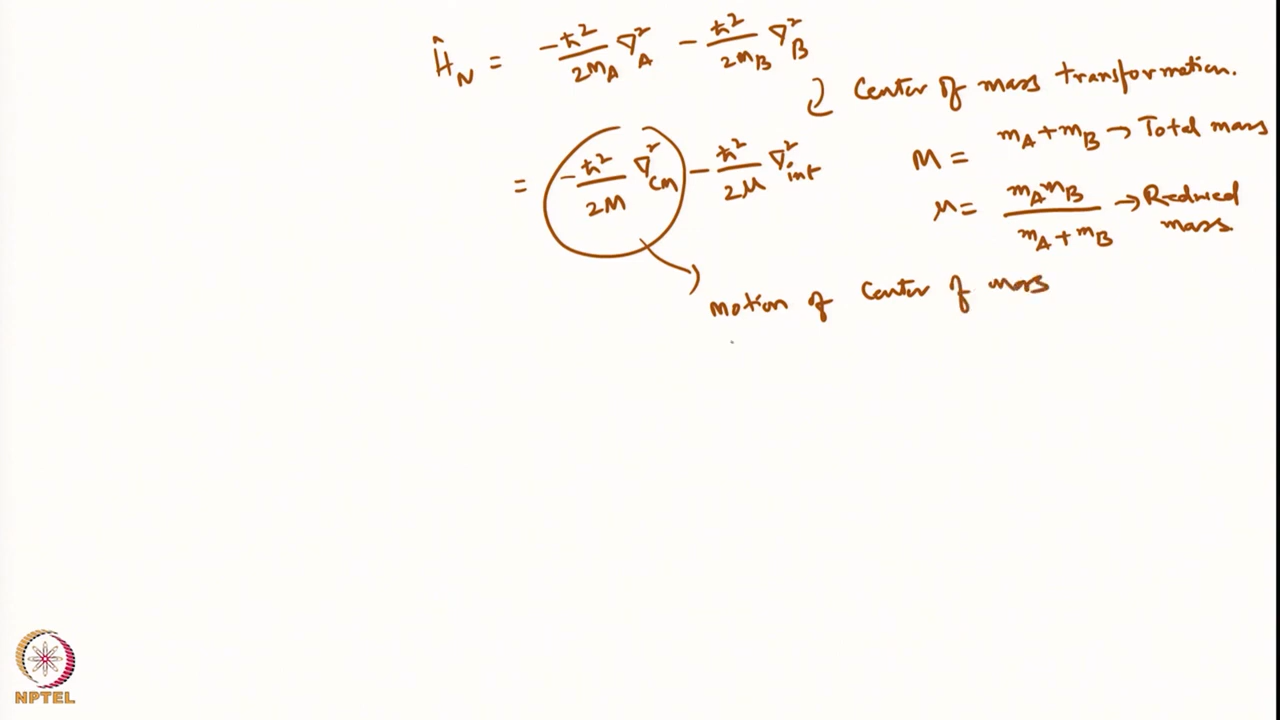 Ĥ_N = -ħ²/2m_A ∇²_A - ħ²/2m_B ∇²_B
Center of mass transformation.
= -ħ²/2M ∇²_CM - ħ²/2μ ∇²_int
M = m_A + m_B → Total mass
μ = m_A m_B / m_A + m_B → Reduced mass
motion of Center of mass
NPTEL